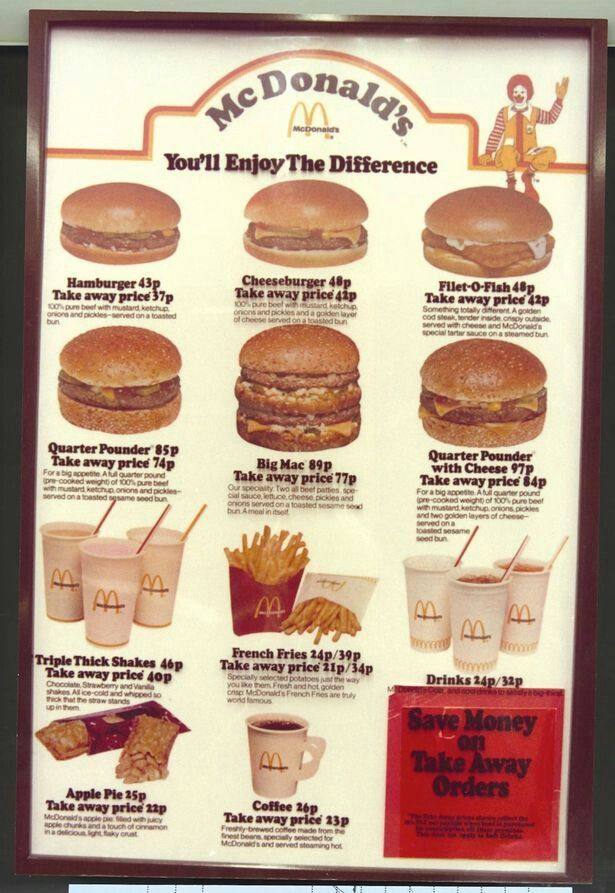 McDonald's
McDonald's
You'll Enjoy The Difference
Hamburger 43p
Take away price 37p
100% pure beef with mustard, ketchup,
onions and pickles–served on a toasted
bun.
Cheeseburger 48p
Take away price 42p
100% pure beef with mustard, ketchup,
onions and pickles and a golden layer
of cheese served on a toasted bun.
Filet-O-Fish 48p
Take away price 42p
Something totally different. A golden
cod steak, tender inside, crispy outside,
served with cheese and McDonald's
special tartar sauce on a steamed bun.
Quarter Pounder 85p
Take away price 74p
For a big appetite. A full quarter pound
(pre-cooked weight) of 100% pure beef
with mustard, ketchup, onions and pickles–
served on a toasted sesame seed bun.
Big Mac 89p
Take away price 77p
Our speciality. Two all beef patties, spe-
cial sauce, lettuce, cheese, pickles and
onions served on a toasted sesame seed
bun. A meal in itself.
Quarter Pounder
with Cheese 97p
Take away price 84p
For a big appetite. A full quarter pound
(pre-cooked weight) of 100% pure beef
with mustard, ketchup, onions, pickles
and two golden layers of cheese–
served on a
toasted sesame
seed bun.
Triple Thick Shakes 46p
Take away price 40p
Chocolate, Strawberry and Vanilla
shakes. All ice-cold and whipped so
thick that the straw stands
up in them.
French Fries 24p/39p
Take away price 21p/34p
Specially selected potatoes just the way
you like them. Fresh and hot, golden
crisp. McDonald's French Fries are truly
world famous.
Drinks 24p/32p
and cool drinks to satisfy a big thirst.
Apple Pie 25p
Take away price 22p
McDonald's apple pie: filled with juicy
apple chunks and a touch of cinnamon
in a delicious, light, flaky crust.
Coffee 26p
Take away price 23p
Freshly-brewed coffee made from the
finest beans, specially selected for
McDonald's and served steaming hot.
Save Money
on
Take Away
Orders